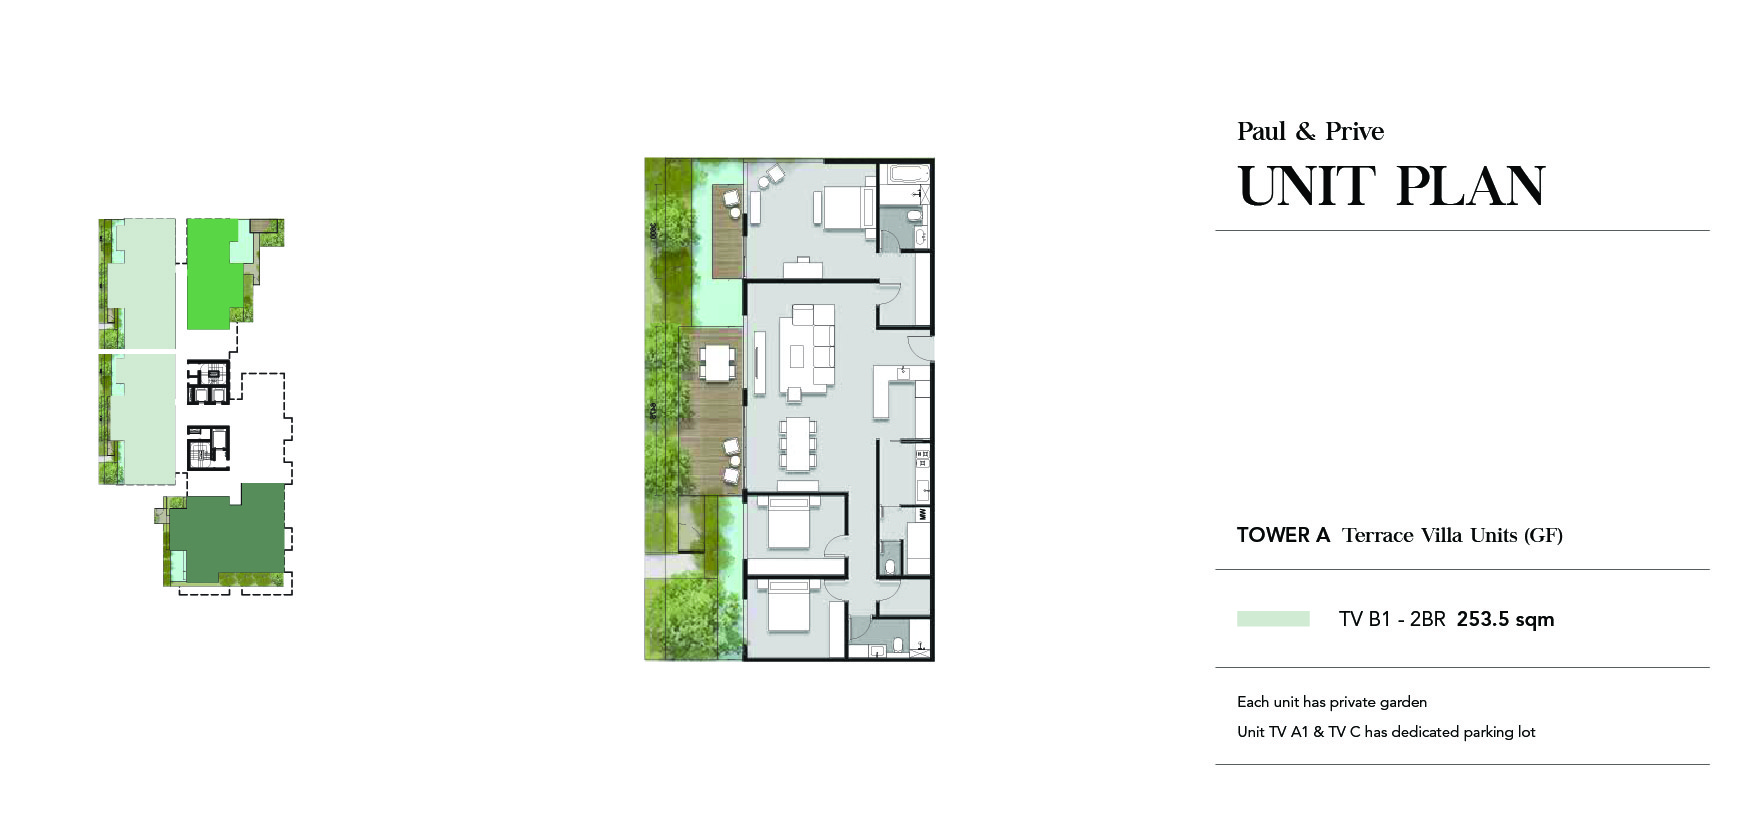 Paul & Prive
UNIT PLAN
TOWER A Terrace Villa Units (GF)
TV B1 - 2BR 253.5 sqm
Each unit has private garden
Unit TV A1 & TV C has dedicated parking lot
MW